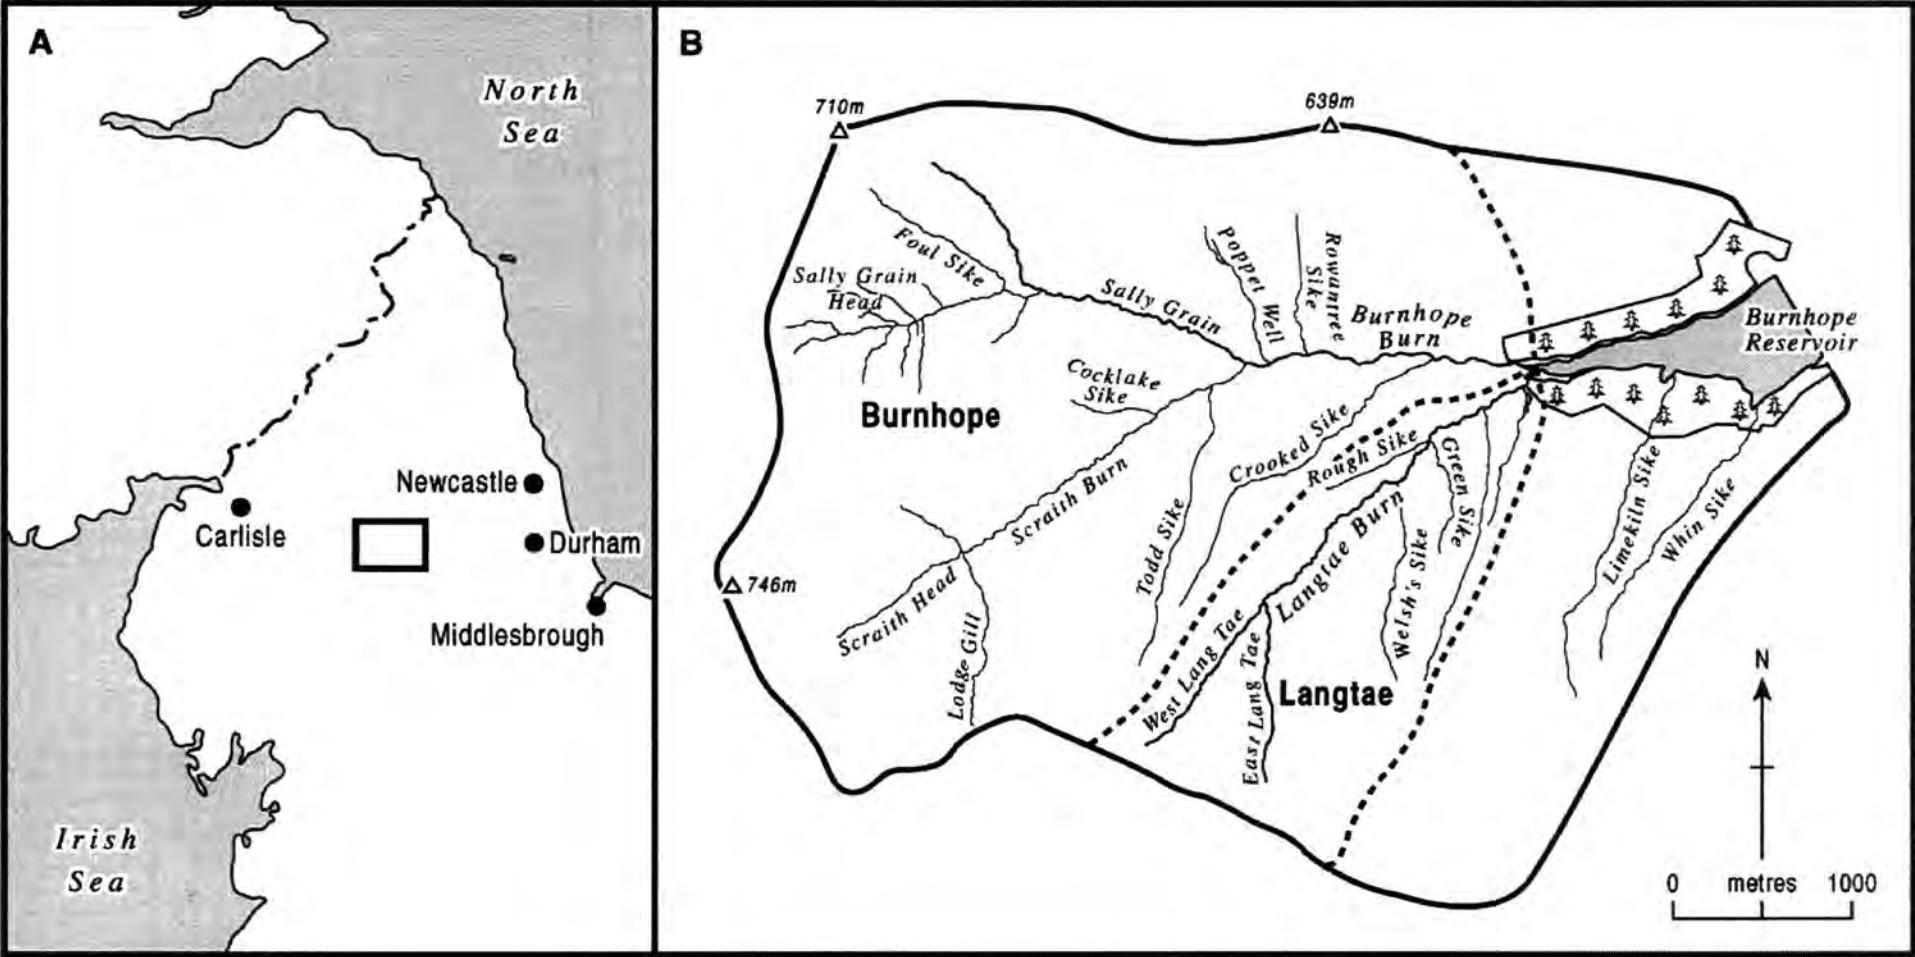 A
North
Sea
Newcastle
Carlisle
Durham
Middlesbrough
Irish
Sea
B
710m
639m
746m
Foul Sike
Sally Grain
Head
Sally Grain
Poppet Well
Rowantree
Sike
Burnhope
Burn
Burnhope
Reservoir
Cocklake
Sike
Burnhope
Scraith Burn
Scraith Head
Lodge Gill
Todd Sike
Crooked Sike
Rough Sike
Green Sike
Langtae Burn
Welsh's Sike
West Lang Tae
East Lang Tae
Langtae
Limekiln Sike
Whin Sike
N
0 metres 1000